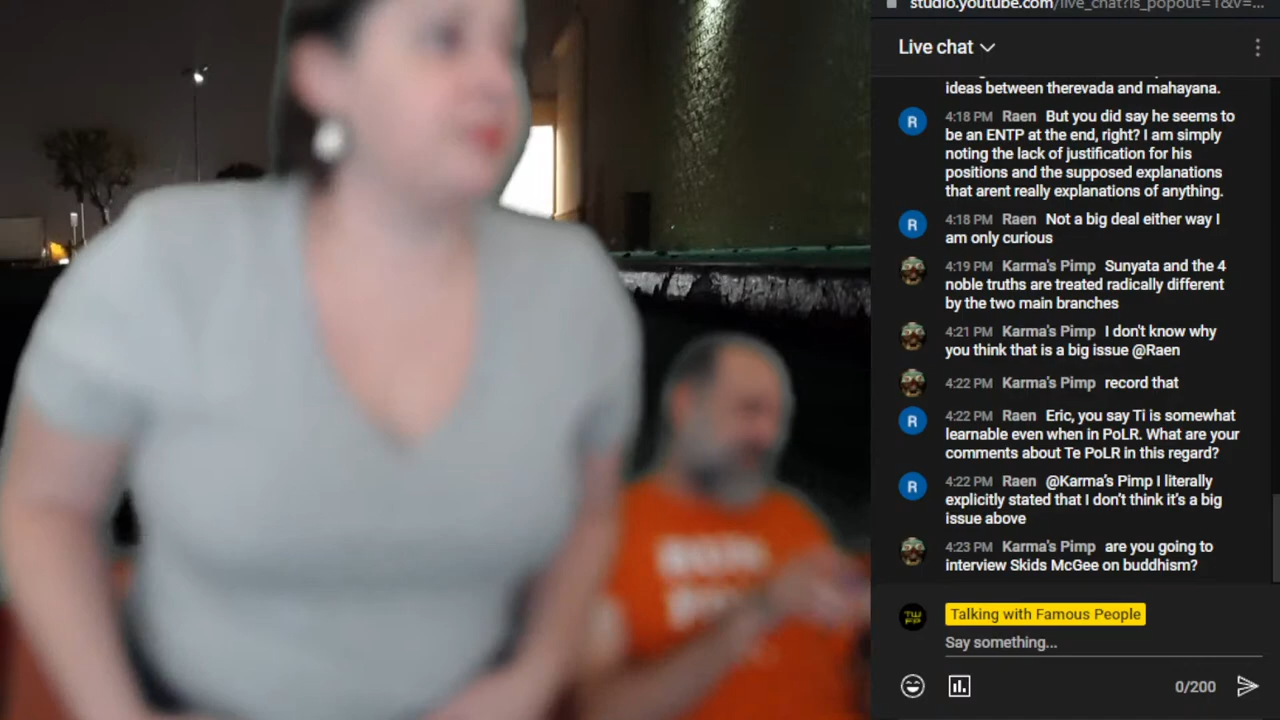 studio.youtube.com/live_chat?is_popout=1&v=...
Live chat
ideas between therevada and mahayana.
R
4:18 PM Raen But you did say he seems to
be an ENTP at the end, right? I am simply
noting the lack of justification for his
positions and the supposed explanations
that arent really explanations of anything.
R
4:18 PM Raen Not a big deal either way I
am only curious
4:19 PM Karma's Pimp Sunyata and the 4
noble truths are treated radically different
by the two main branches
4:21 PM Karma's Pimp I don't know why
you think that is a big issue @Raen
4:22 PM Karma's Pimp record that
R
4:22 PM Raen Eric, you say Ti is somewhat
learnable even when in PoLR. What are your
comments about Te PoLR in this regard?
R
4:22 PM Raen @Karma's Pimp I literally
explicitly stated that I don't think it's a big
issue above
4:23 PM Karma's Pimp are you going to
interview Skids McGee on buddhism?
TW
FP
Talking with Famous People
Say something...
0/200